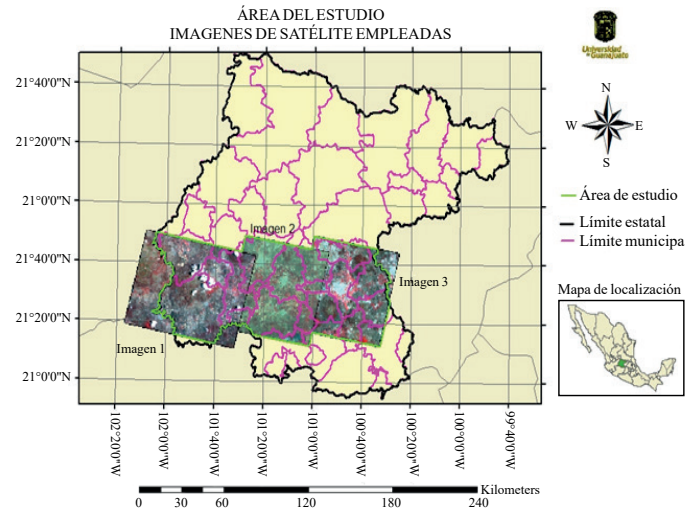 ÁREA DEL ESTUDIO
IMAGENES DE SATÉLITE EMPLEADAS
Universidad
de Guanajuato
N
W E
S
21°40'0"N
21°20'0"N
21°0'0"N
21°40'0"N
21°20'0"N
21°0'0"N
Imagen 2
Imagen 3
Imagen 1
Área de estudio
Límite estatal
Límite municipa
Mapa de localización
102°20'0"W
102°0'0"W
101°40'0"W
101°20'0"W
101°0'0"W
100°40'0"W
100°20'0"W
100°0'0"W
99°40'0"W
Kilometers
0 30 60 120 180 240